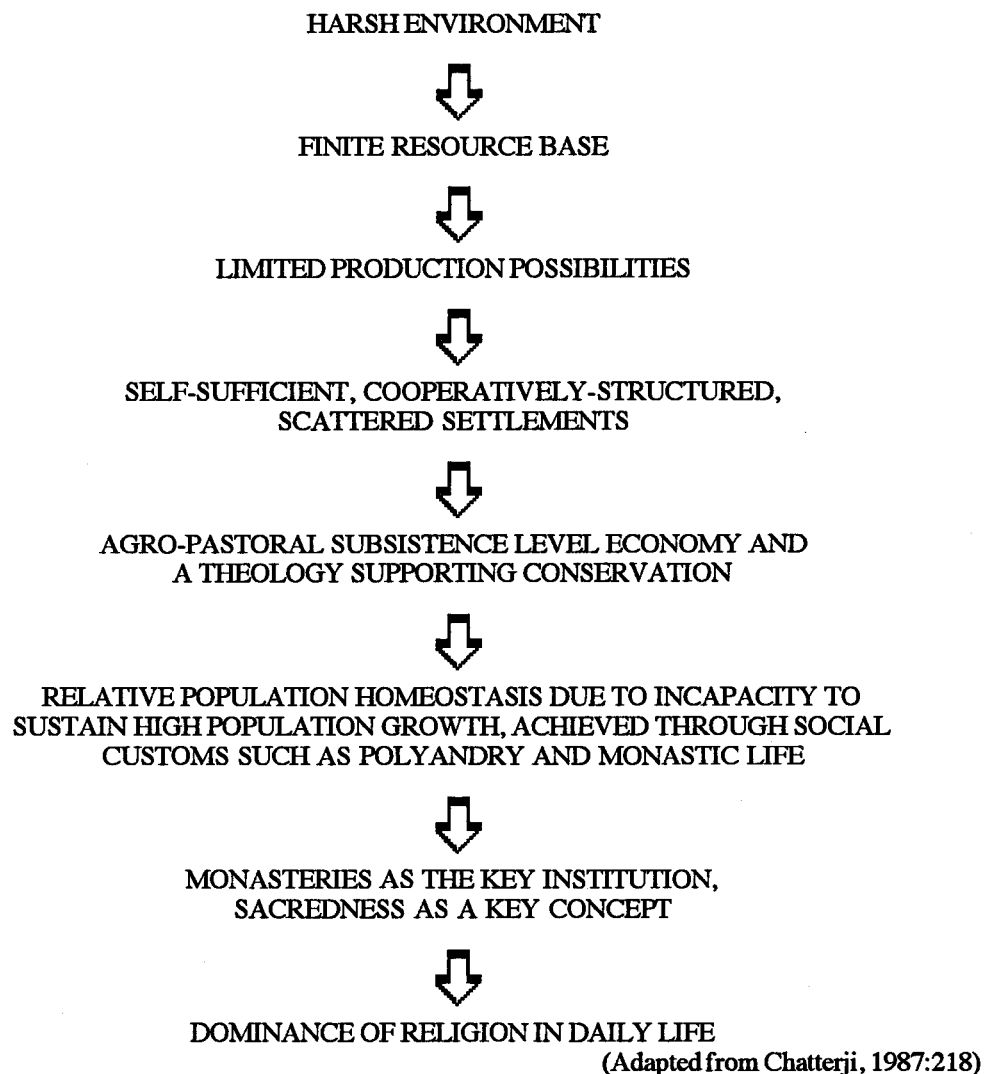 HARSH ENVIRONMENT
FINITE RESOURCE BASE
LIMITED PRODUCTION POSSIBILITIES
SELF-SUFFICIENT, COOPERATIVELY-STRUCTURED,
SCATTERED SETTLEMENTS
AGRO-PASTORAL SUBSISTENCE LEVEL ECONOMY AND
A THEOLOGY SUPPORTING CONSERVATION
RELATIVE POPULATION HOMEOSTASIS DUE TO INCAPACITY TO
SUSTAIN HIGH POPULATION GROWTH, ACHIEVED THROUGH SOCIAL
CUSTOMS SUCH AS POLYANDRY AND MONASTIC LIFE
MONASTERIES AS THE KEY INSTITUTION,
SACREDNESS AS A KEY CONCEPT
DOMINANCE OF RELIGION IN DAILY LIFE
(Adapted from Chatterji, 1987:218)